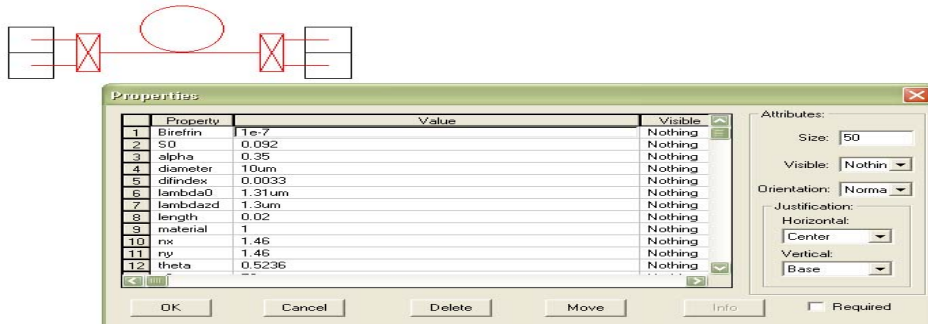 Properties
Property Value Visible
1 Birefrin 1e-7 Nothing
2 S0 0.092 Nothing
3 alpha 0.35 Nothing
4 diameter 10um Nothing
5 difindex 0.0033 Nothing
6 lambda0 1.31um Nothing
7 lambdazd 1.3um Nothing
8 length 0.02 Nothing
9 material 1 Nothing
10 nx 1.46 Nothing
11 ny 1.46 Nothing
12 theta 0.5236 Nothing
Attributes:
Size: 50
Visible: Nothin
Orientation: Norma
Justification:
Horizontal:
Center
Vertical:
Base
OK Cancel Delete Move Info Required